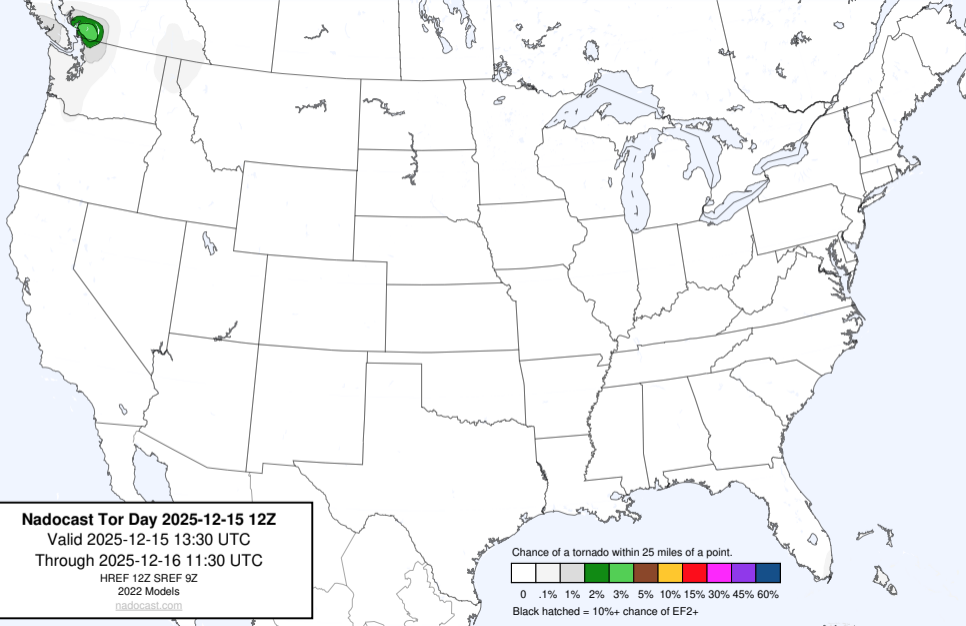 Nadocast Tor Day 2025-12-15 12Z
Valid 2025-12-15 13:30 UTC
Through 2025-12-16 11:30 UTC
HREF 12Z SREF 9Z
2022 Models
nadocast.com
Chance of a tornado within 25 miles of a point.
0 .1% 1% 2% 3% 5% 10% 15% 30% 45% 60%
Black hatched = 10%+ chance of EF2+